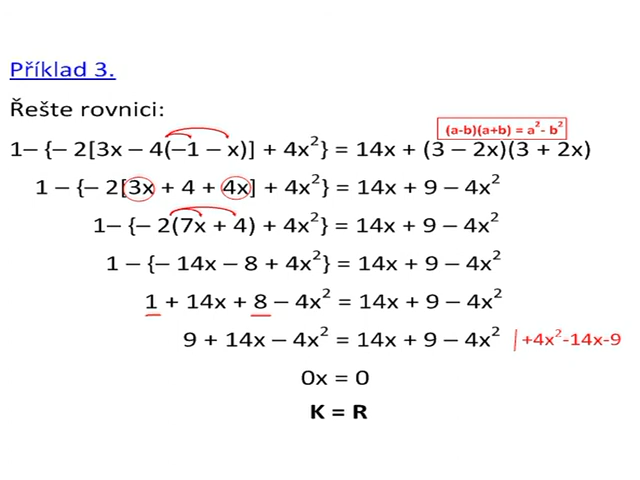 Příklad 3.
Řešte rovnici:
(a-b)(a+b) = a²- b²
1– {– 2[3x – 4(–1 – x)] + 4x²} = 14x + (3 – 2x)(3 + 2x)
1 – {– 2[3x + 4 + 4x] + 4x²} = 14x + 9 – 4x²
1– {– 2(7x + 4) + 4x²} = 14x + 9 – 4x²
1 – {– 14x – 8 + 4x²} = 14x + 9 – 4x²
1 + 14x + 8 – 4x² = 14x + 9 – 4x²
9 + 14x – 4x² = 14x + 9 – 4x² |+4x²-14x-9
0x = 0
K = R